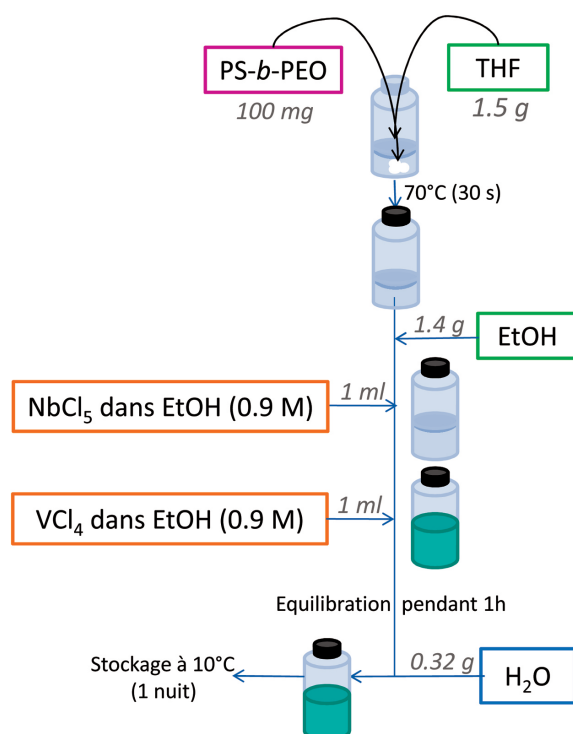 PS-b-PEO
THF
100 mg
1.5 g
70°C (30 s)
1.4 g
EtOH
NbCl₅ dans EtOH (0.9 M)
1 ml
VCl₄ dans EtOH (0.9 M)
1 ml
Equilibration pendant 1h
Stockage à 10°C
(1 nuit)
0.32 g
H₂O